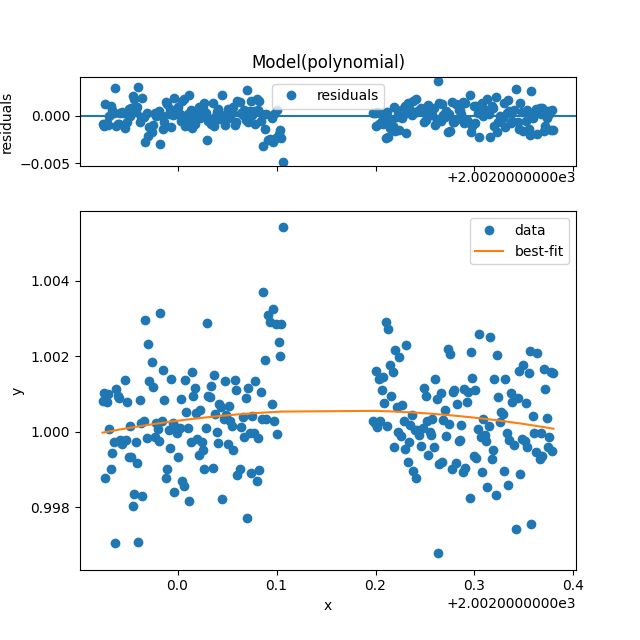 Model(polynomial)
residuals
0.000
−0.005
residuals
+2.0020000000e3
data
best-fit
1.004
1.002
1.000
0.998
y
0.0 0.1 0.2 0.3 0.4
x
+2.0020000000e3